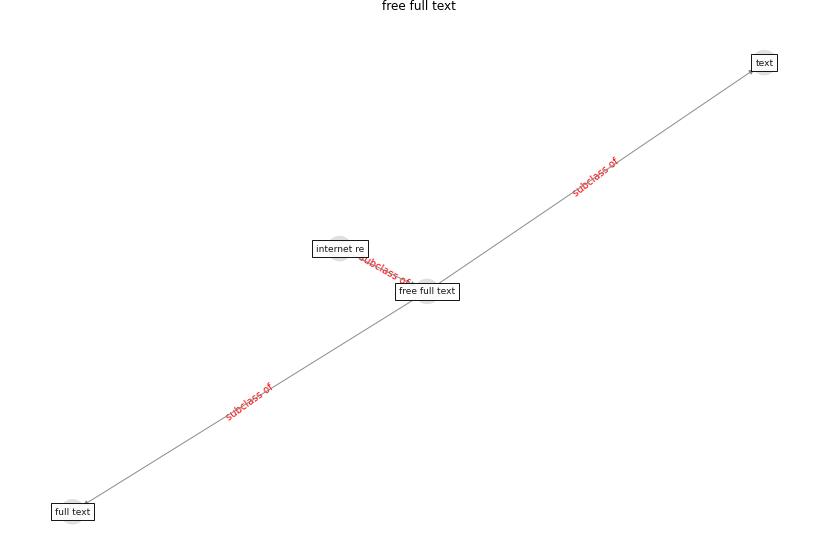 free full text
text
subclass of
internet re
subclass of
free full text
subclass of
full text